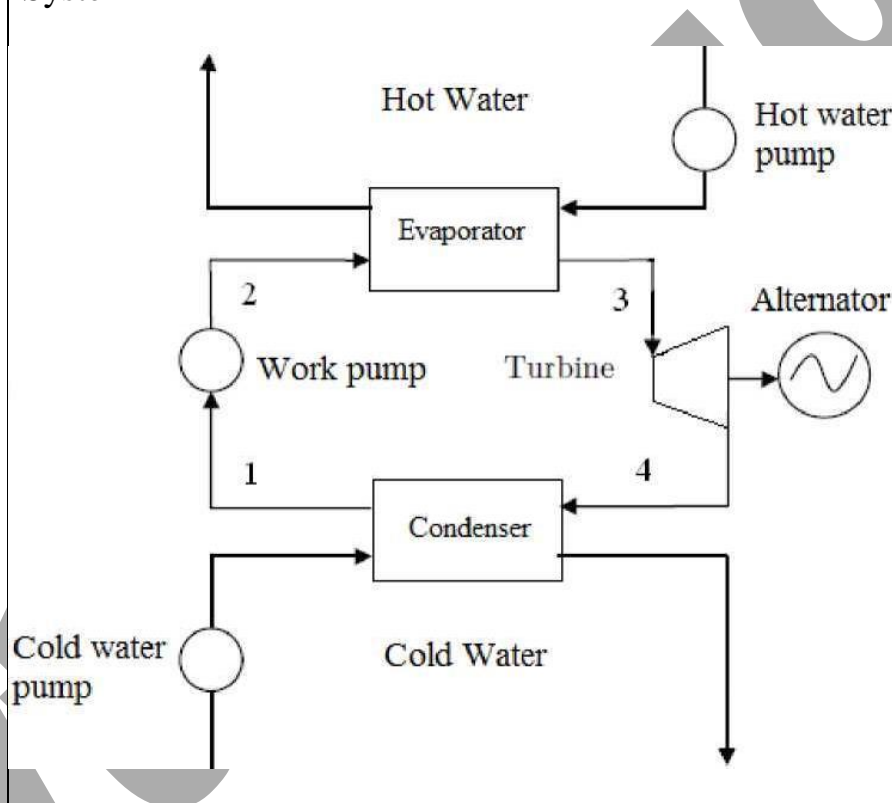 Hot Water
Hot water
pump
Evaporator
2
3
Alternator
Work pump
Turbine
1
4
Condenser
Cold water
pump
Cold Water